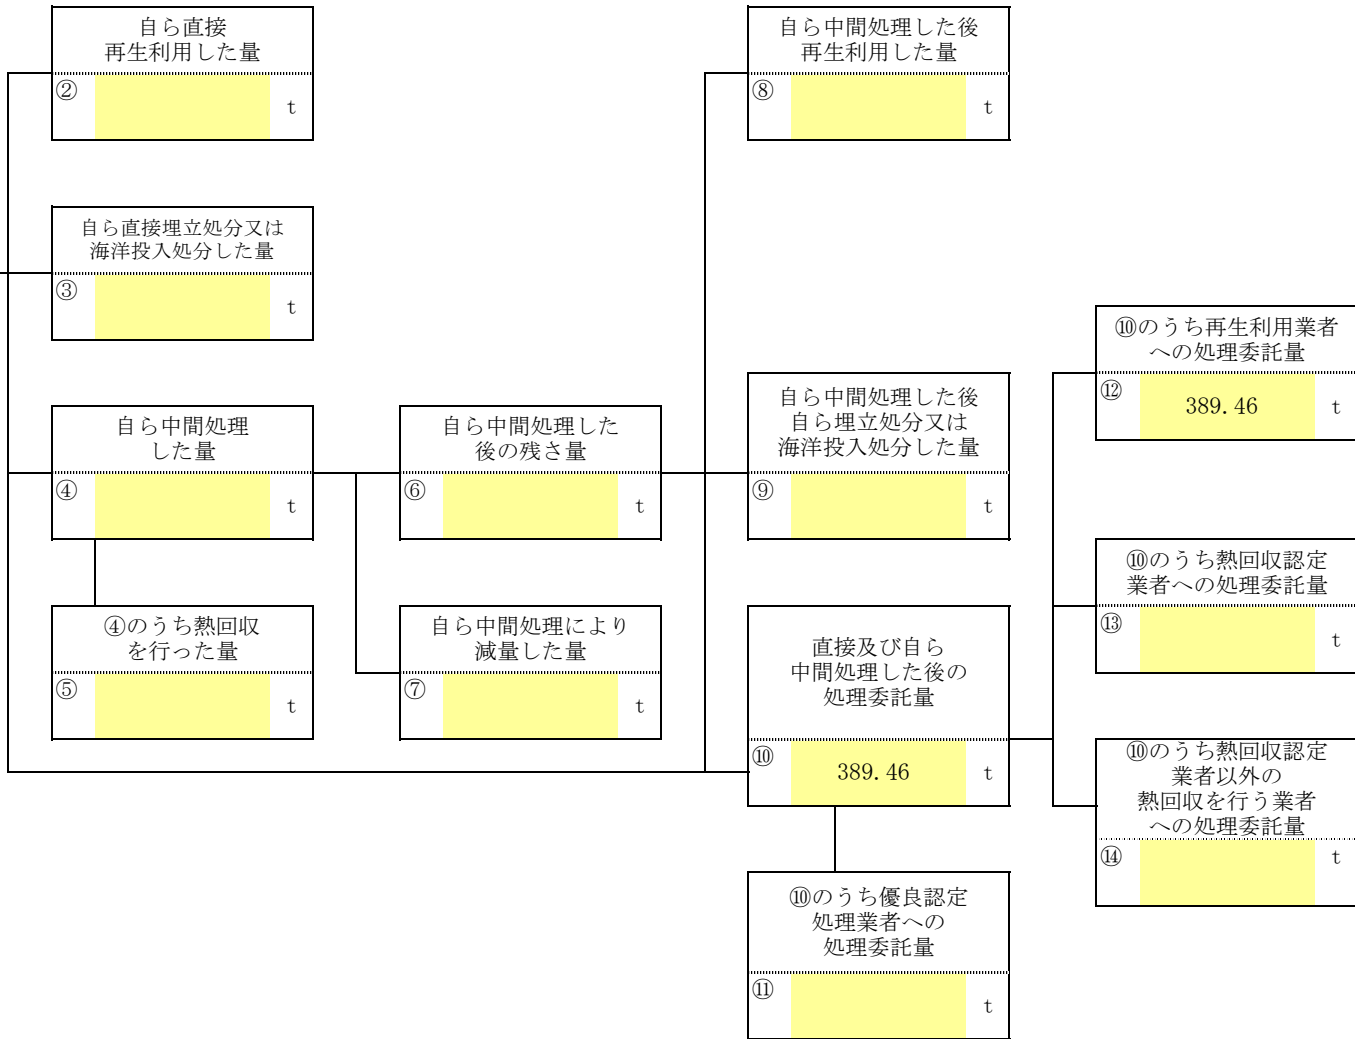 自ら直接
再生利用した量
②
t
自ら中間処理した後
再生利用した量
⑧
t
自ら直接埋立処分又は
海洋投入処分した量
③
t
⑩のうち再生利用業者
への処理委託量
⑫
389.46
t
自ら中間処理
した量
④
t
自ら中間処理した
後の残さ量
⑥
t
自ら中間処理した後
自ら埋立処分又は
海洋投入処分した量
⑨
t
⑩のうち熱回収認定
業者への処理委託量
⑬
t
④のうち熱回収
を行った量
⑤
t
自ら中間処理により
減量した量
⑦
t
直接及び自ら
中間処理した後の
処理委託量
⑩
389.46
t
⑩のうち熱回収認定
業者以外の
熱回収を行う業者
への処理委託量
⑭
t
⑩のうち優良認定
処理業者への
処理委託量
⑪
t